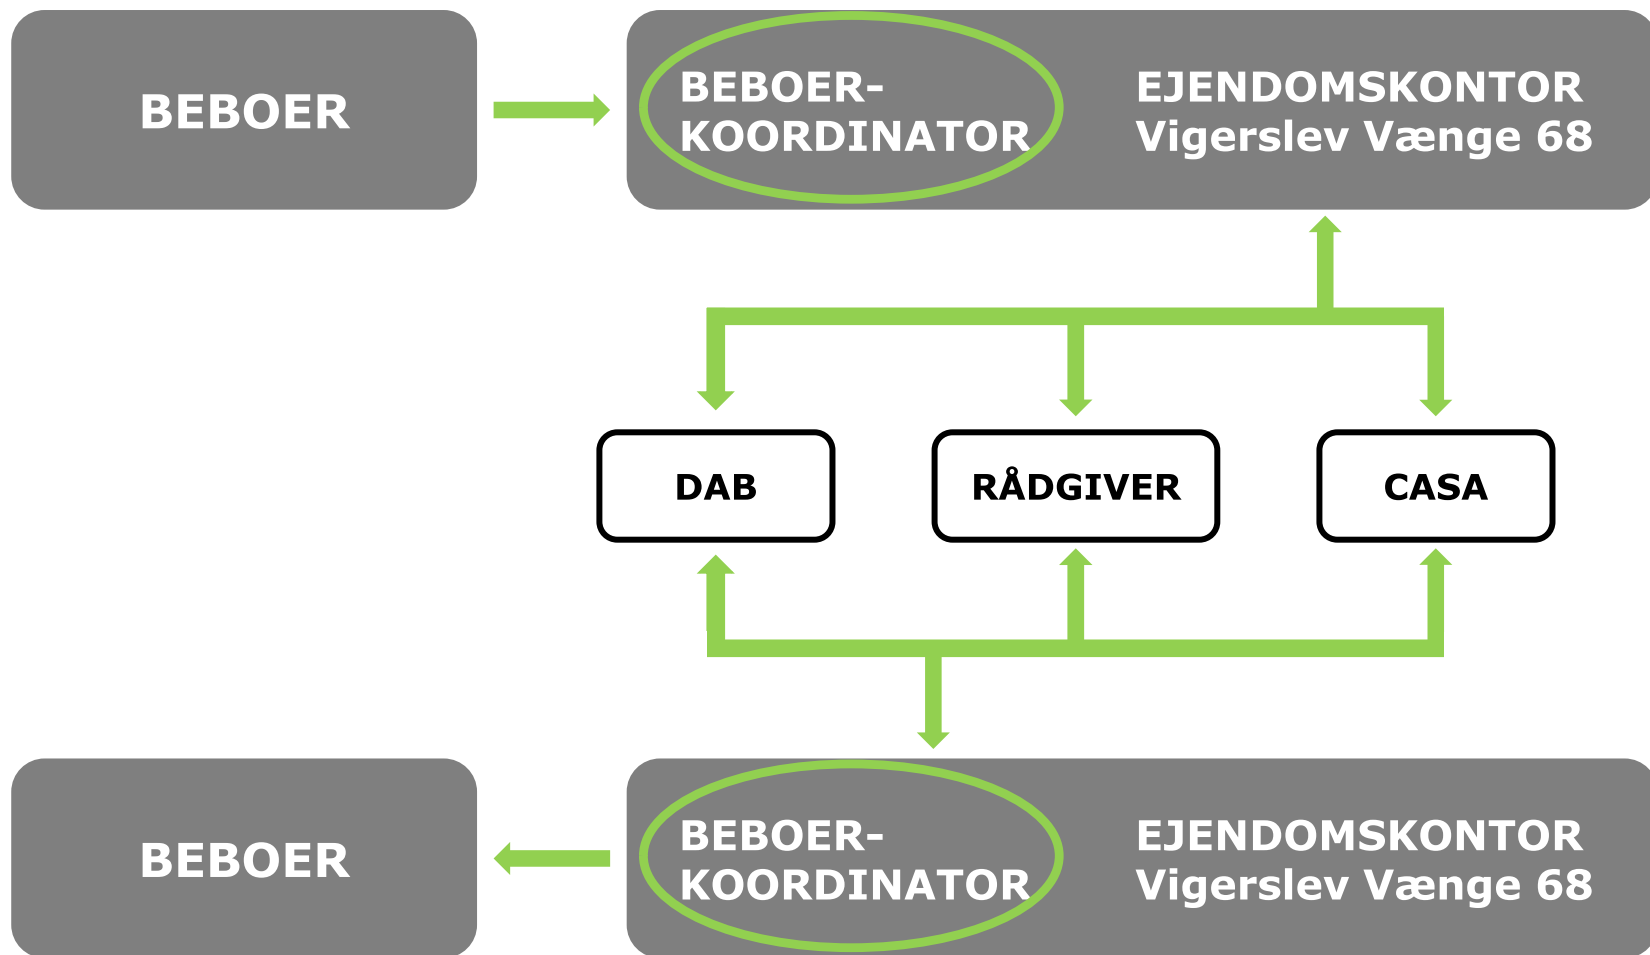 BEBOER
BEBOER-
KOORDINATOR
EJENDOMSKONTOR
Vigerslev Vænge 68
DAB
RÅDGIVER
CASA
BEBOER
BEBOER-
KOORDINATOR
EJENDOMSKONTOR
Vigerslev Vænge 68